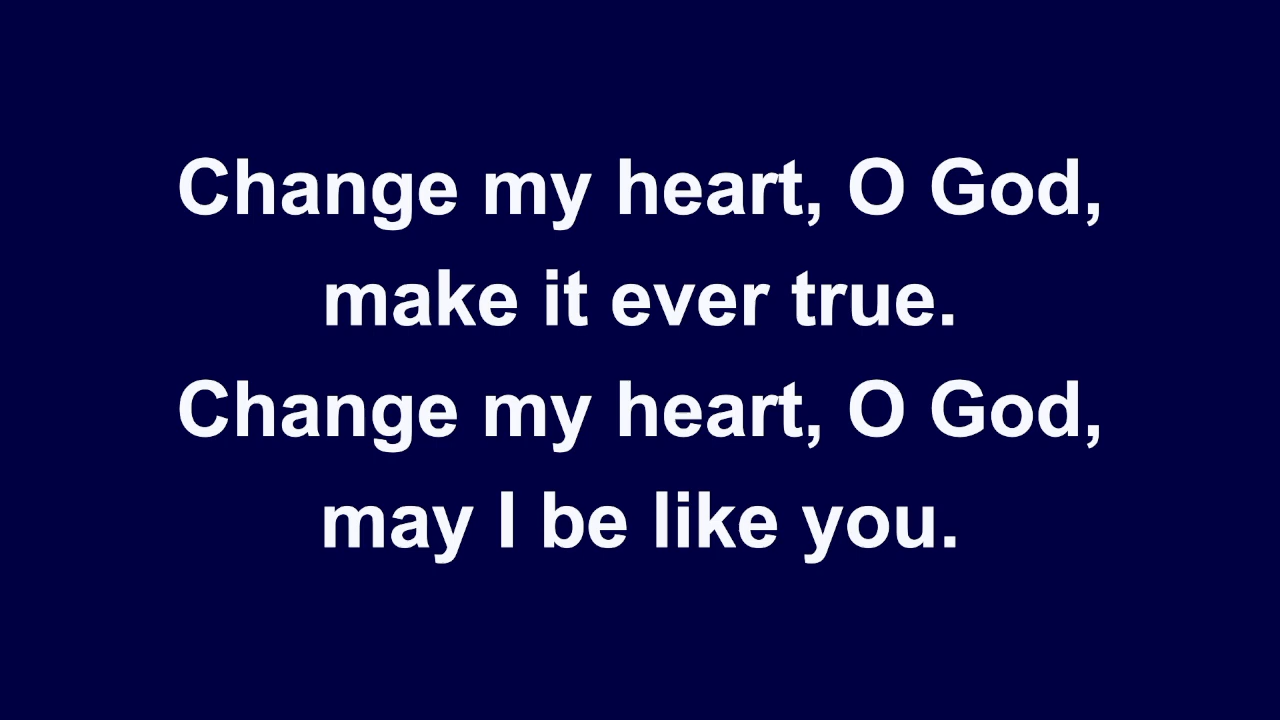 Change my heart, O God,
make it ever true.
Change my heart, O God,
may I be like you.